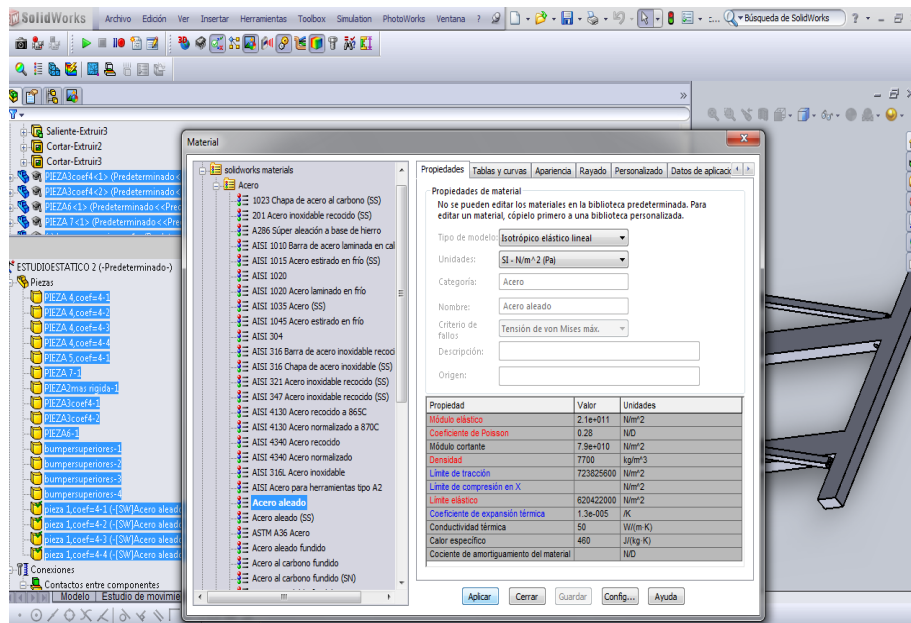 SolidWorks Archivo Edición Ver Insertar Herramientas Toolbox Simulation PhotoWorks Ventana ? Búsqueda de SolidWorks
Saliente-Extruir3
Cortar-Extruir2
Cortar-Extruir3
PIEZA3coef4<1> (Predeterminado<
PIEZA3coef4<2> (Predeterminado<
PIEZA6<1> (Predeterminado<<Pre
PIEZA 7<1> (Predeterminado<<Pre
ESTUDIOESTATICO 2 (-Predeterminado-)
Piezas
PIEZA 4,coef=4-1
PIEZA 4,coef=4-2
PIEZA 4,coef=4-3
PIEZA 4,coef=4-4
PIEZA 5,coef=4-1
PIEZA 7-1
PIEZA2mas rigida-1
PIEZA3coef4-1
PIEZA3coef4-2
PIEZA6-1
bumpersuperiores-1
bumpersuperiores-2
bumpersuperiores-3
bumpersuperiores-4
pieza 1,coef=4-1 (-[SW]Acero alead
pieza 1,coef=4-2 (-[SW]Acero alead
pieza 1,coef=4-3 (-[SW]Acero alead
pieza 1,coef=4-4 (-[SW]Acero alead
Conexiones
Contactos entre componentes
Modelo Estudio de movimie
Material
solidworks materials
Acero
1023 Chapa de acero al carbono (SS)
201 Acero inoxidable recocido (SS)
A286 Súper aleación a base de hierro
AISI 1010 Barra de acero laminada en cal
AISI 1015 Acero estirado en frío (SS)
AISI 1020
AISI 1020 Acero laminado en frío
AISI 1035 Acero (SS)
AISI 1045 Acero estirado en frío
AISI 304
AISI 316 Barra de acero inoxidable recoci
AISI 316 Chapa de acero inoxidable (SS)
AISI 321 Acero inoxidable recocido (SS)
AISI 347 Acero inoxidable recocido (SS)
AISI 4130 Acero recocido a 865C
AISI 4130 Acero normalizado a 870C
AISI 4340 Acero recocido
AISI 4340 Acero normalizado
AISI 316L Acero inoxidable
AISI Acero para herramientas tipo A2
Acero aleado
Acero aleado (SS)
ASTM A36 Acero
Acero aleado fundido
Acero al carbono fundido
Acero al carbono fundido (SN)
Propiedades Tablas y curvas Apariencia Rayado Personalizado Datos de aplicaci
Propiedades de material
No se pueden editar los materiales en la biblioteca predeterminada. Para
editar un material, cópielo primero a una biblioteca personalizada.
Tipo de modelo: Isotrópico elástico lineal
Unidades: SI - N/m^2 (Pa)
Categoría: Acero
Nombre: Acero aleado
Criterio de fallos Tensión de von Mises máx.
Descripción:
Origen:
Propiedad Valor Unidades
Módulo elástico 2.1e+011 N/m^2
Coeficiente de Poisson 0.28 N/D
Módulo cortante 7.9e+010 N/m^2
Densidad 7700 kg/m^3
Límite de tracción 723825600 N/m^2
Límite de compresión en X N/m^2
Límite elástico 620422000 N/m^2
Coeficiente de expansión térmica 1.3e-005 /K
Conductividad térmica 50 W/(m·K)
Calor específico 460 J/(kg·K)
Cociente de amortiguamiento del material N/D
Aplicar Cerrar Guardar Config... Ayuda